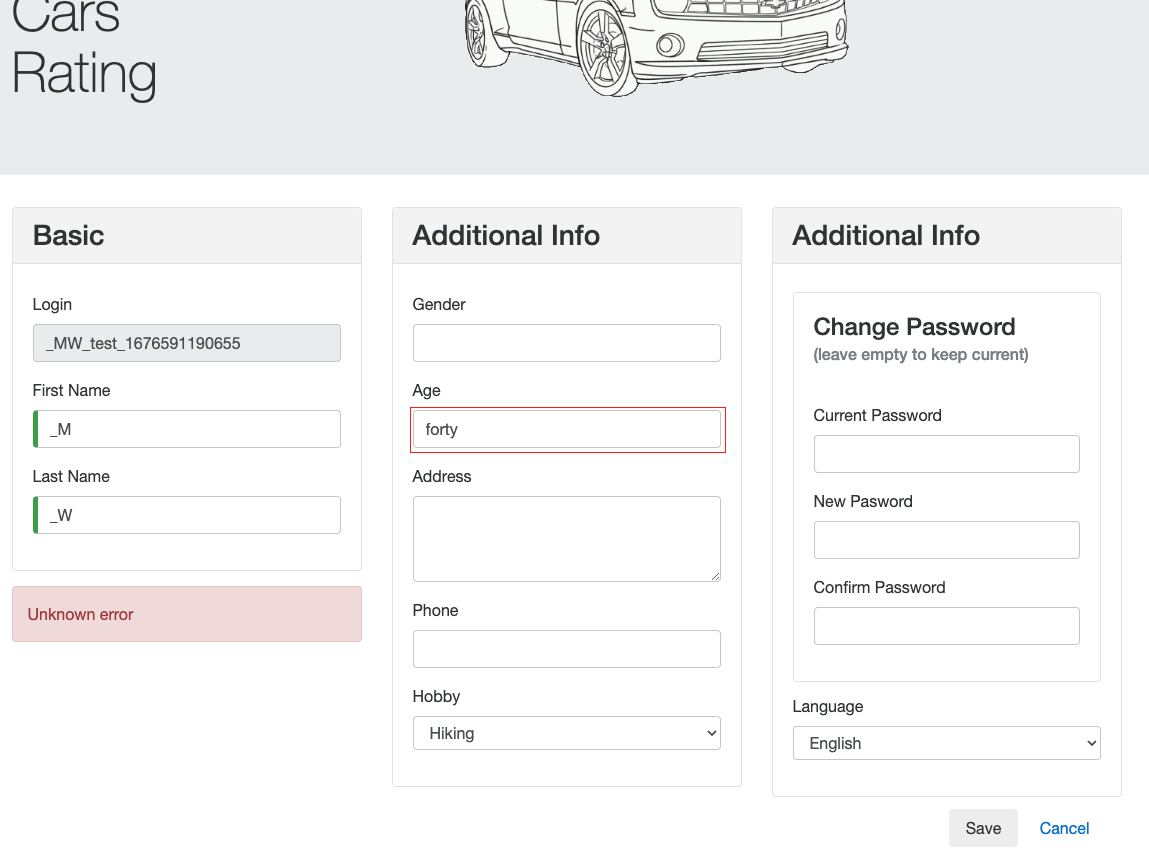 Cars
Rating
Basic
Login
_MW_test_1676591190655
First Name
_M
Last Name
_W
Unknown error
Additional Info
Gender
Age
forty
Address
Phone
Hobby
Hiking
Additional Info
Change Password
(leave empty to keep current)
Current Password
New Pasword
Confirm Password
Language
English
Save
Cancel